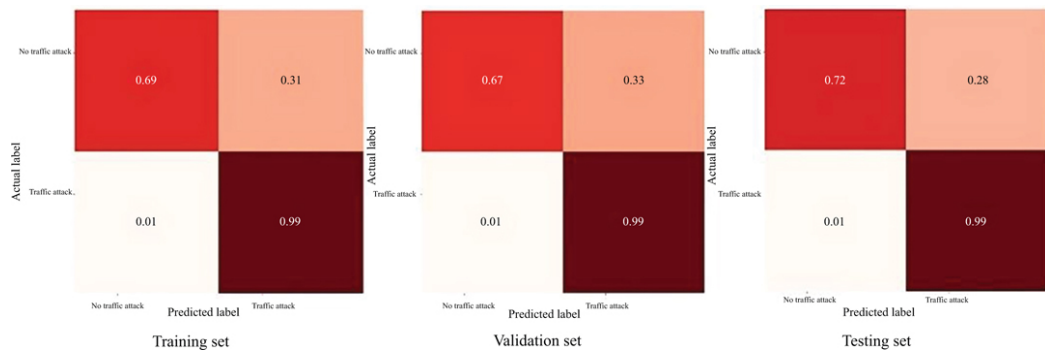 No traffic attack
0.69
0.31
Actual label
Traffic attack
0.01
0.99
No traffic attack
Traffic attack
Predicted label
Training set
No traffic attack
0.67
0.33
Actual label
Traffic attack
0.01
0.99
No traffic attack
Traffic attack
Predicted label
Validation set
No traffic attack
0.72
0.28
Actual label
Traffic attack
0.01
0.99
No traffic attack
Traffic attack
Predicted label
Testing set